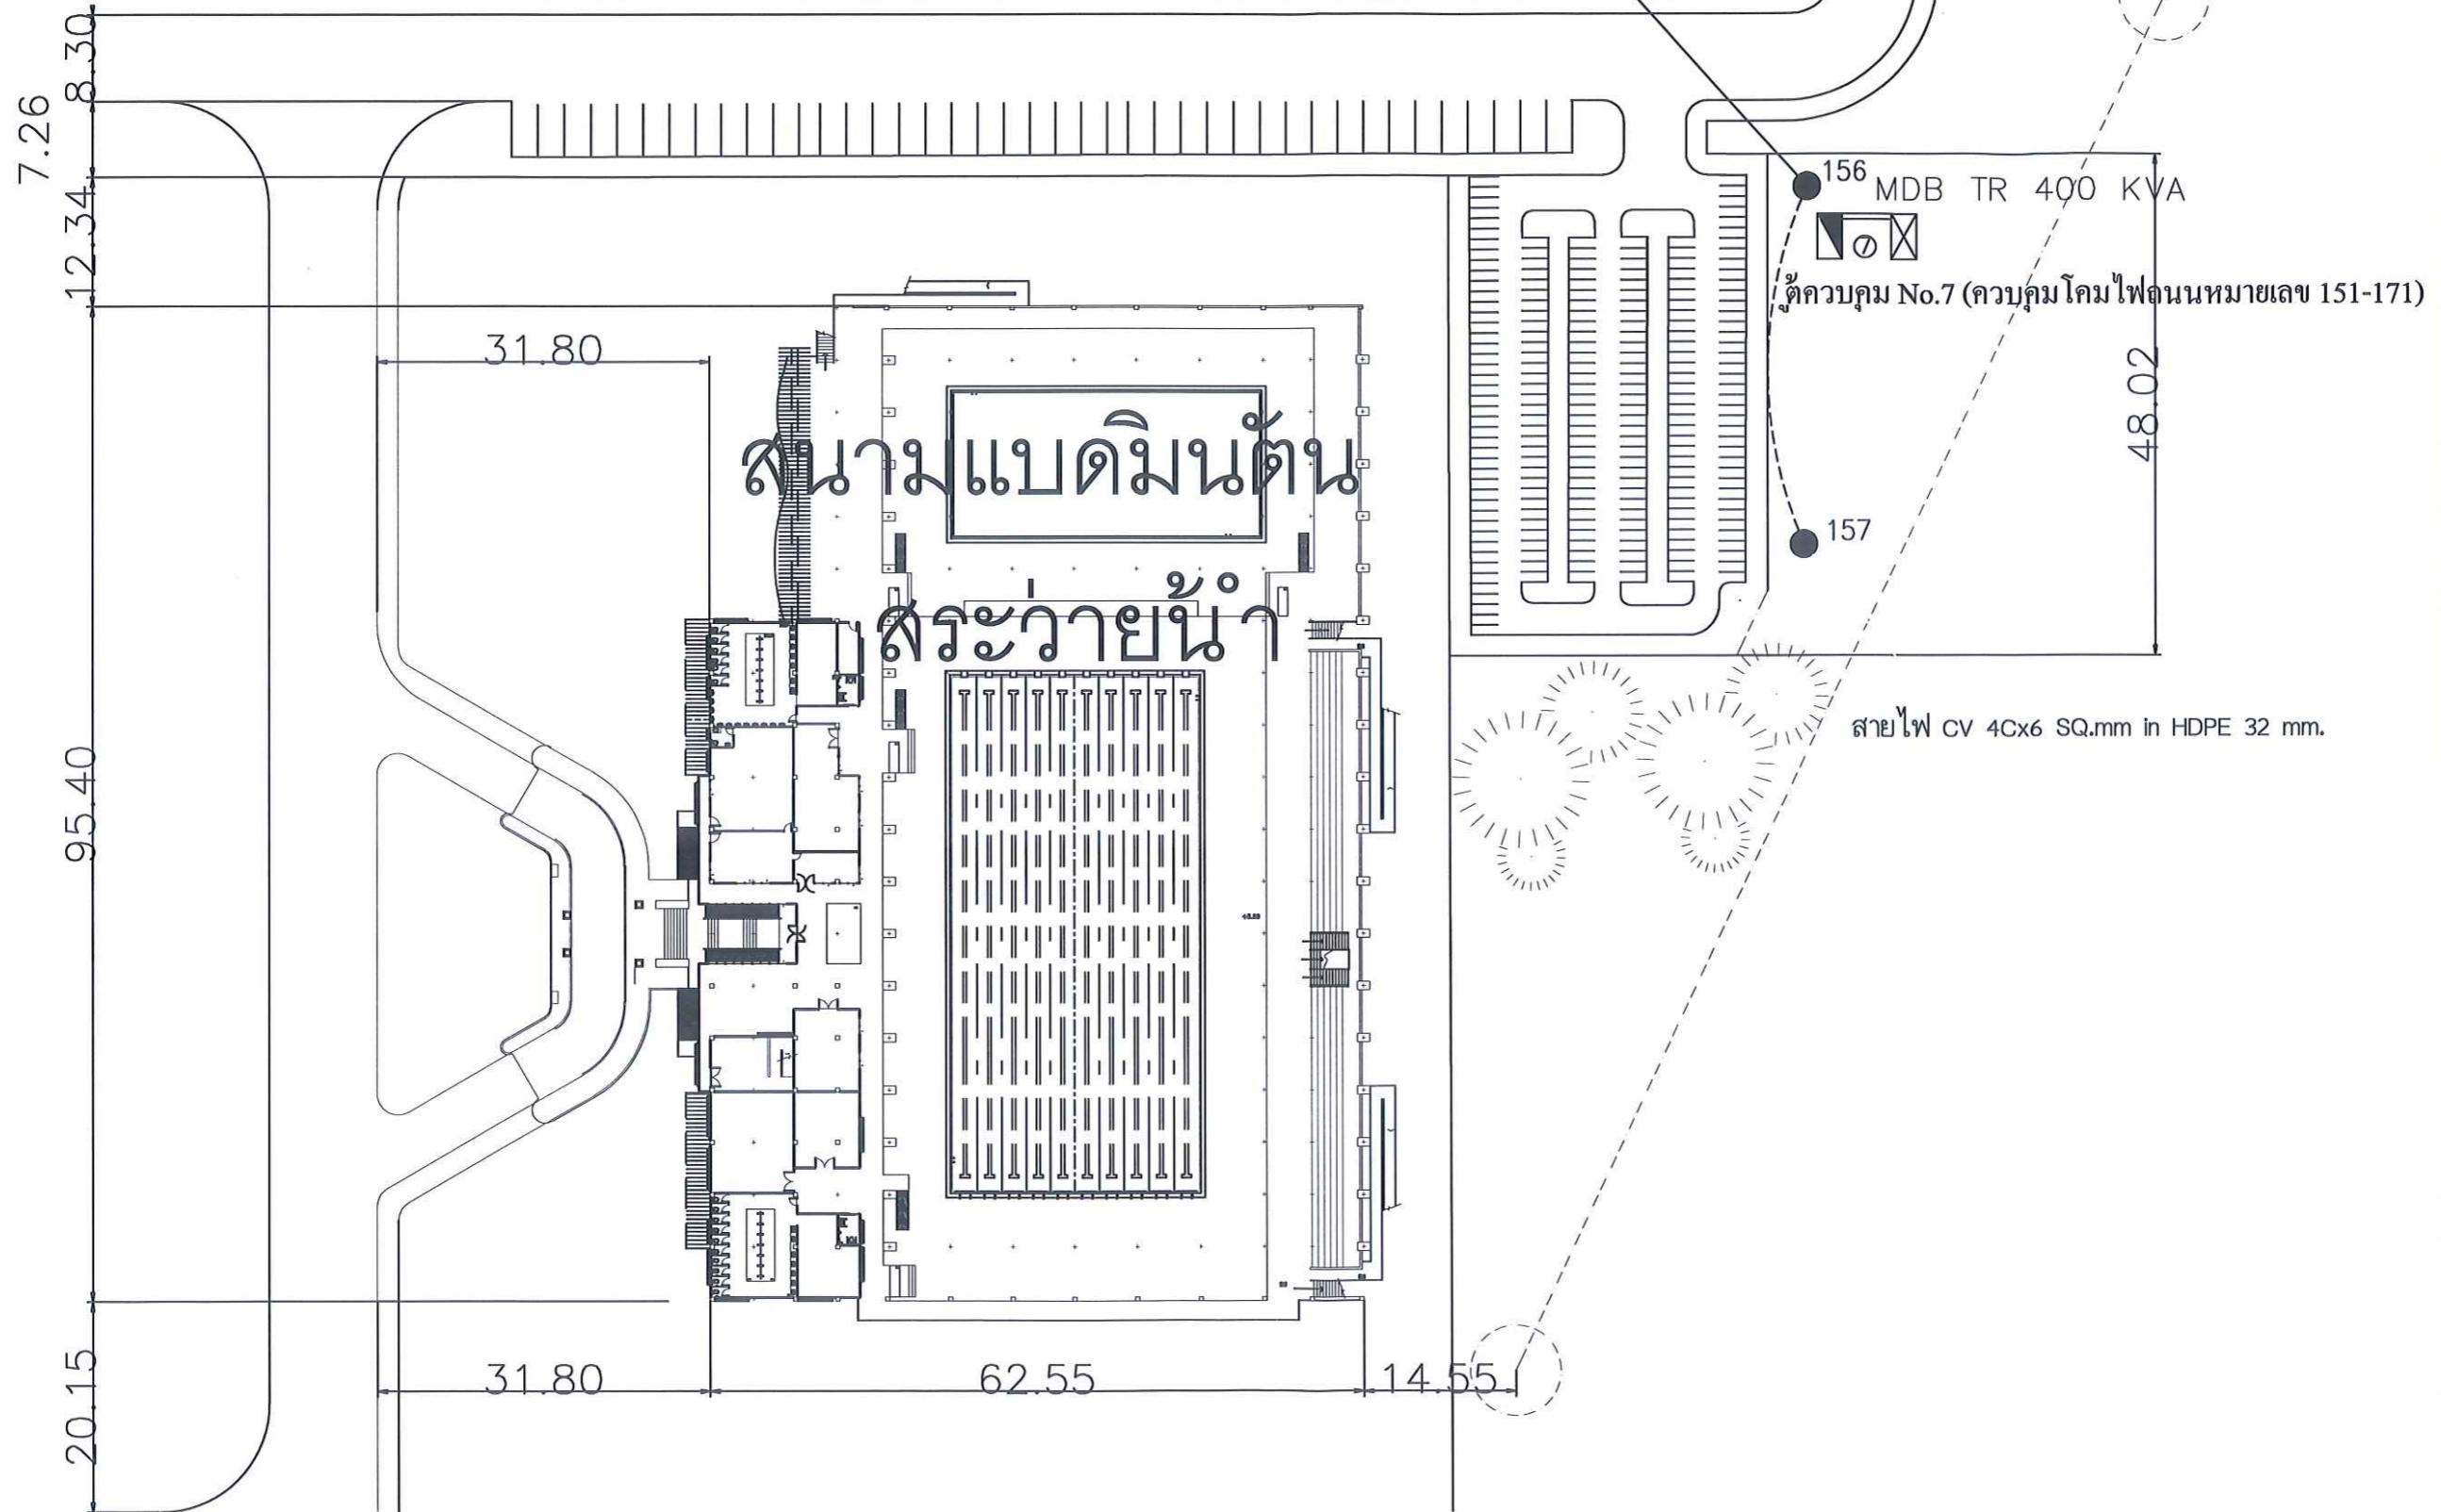 8.30
7.26
12.34
156
MDB TR 400 KVA
ตู้ควบคุม No.7 (ควบคุมโคมไฟถนนหมายเลข 151-171)
31.80
48.02
สนามแบดมินตัน
157
สระว่ายน้ำ
สายไฟ CV 4Cx6 SQ.mm in HDPE 32 mm.
95.40
20.15
31.80
62.55
14.55